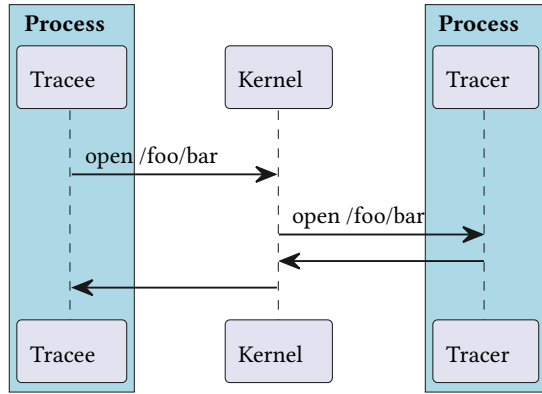 Process Process
Tracee Kernel Tracer
open /foo/bar
open /foo/bar
Tracee Kernel Tracer